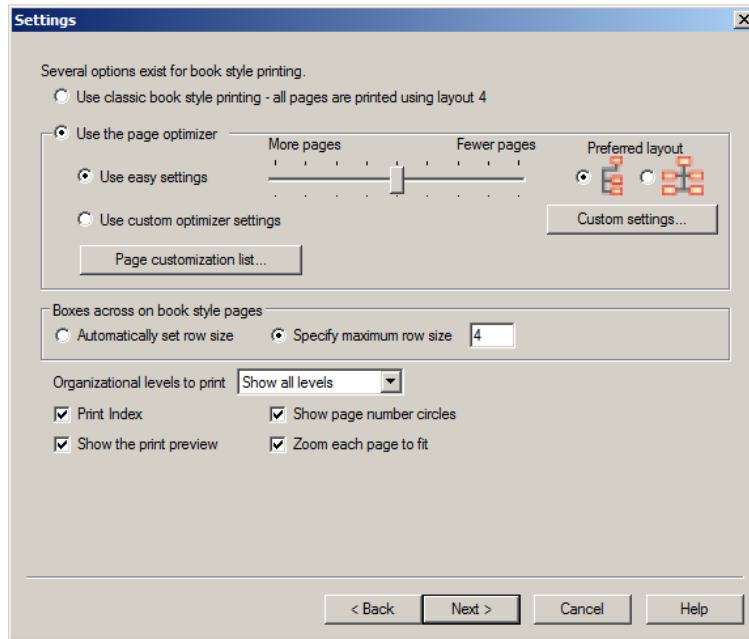 Settings
Several options exist for book style printing.
Use classic book style printing - all pages are printed using layout 4
Use the page optimizer
More pages
Fewer pages
Preferred layout
Use easy settings
Use custom optimizer settings
Custom settings...
Page customization list...
Boxes across on book style pages
Automatically set row size
Specify maximum row size
4
Organizational levels to print
Show all levels
Print Index
Show page number circles
Show the print preview
Zoom each page to fit
< Back
Next >
Cancel
Help